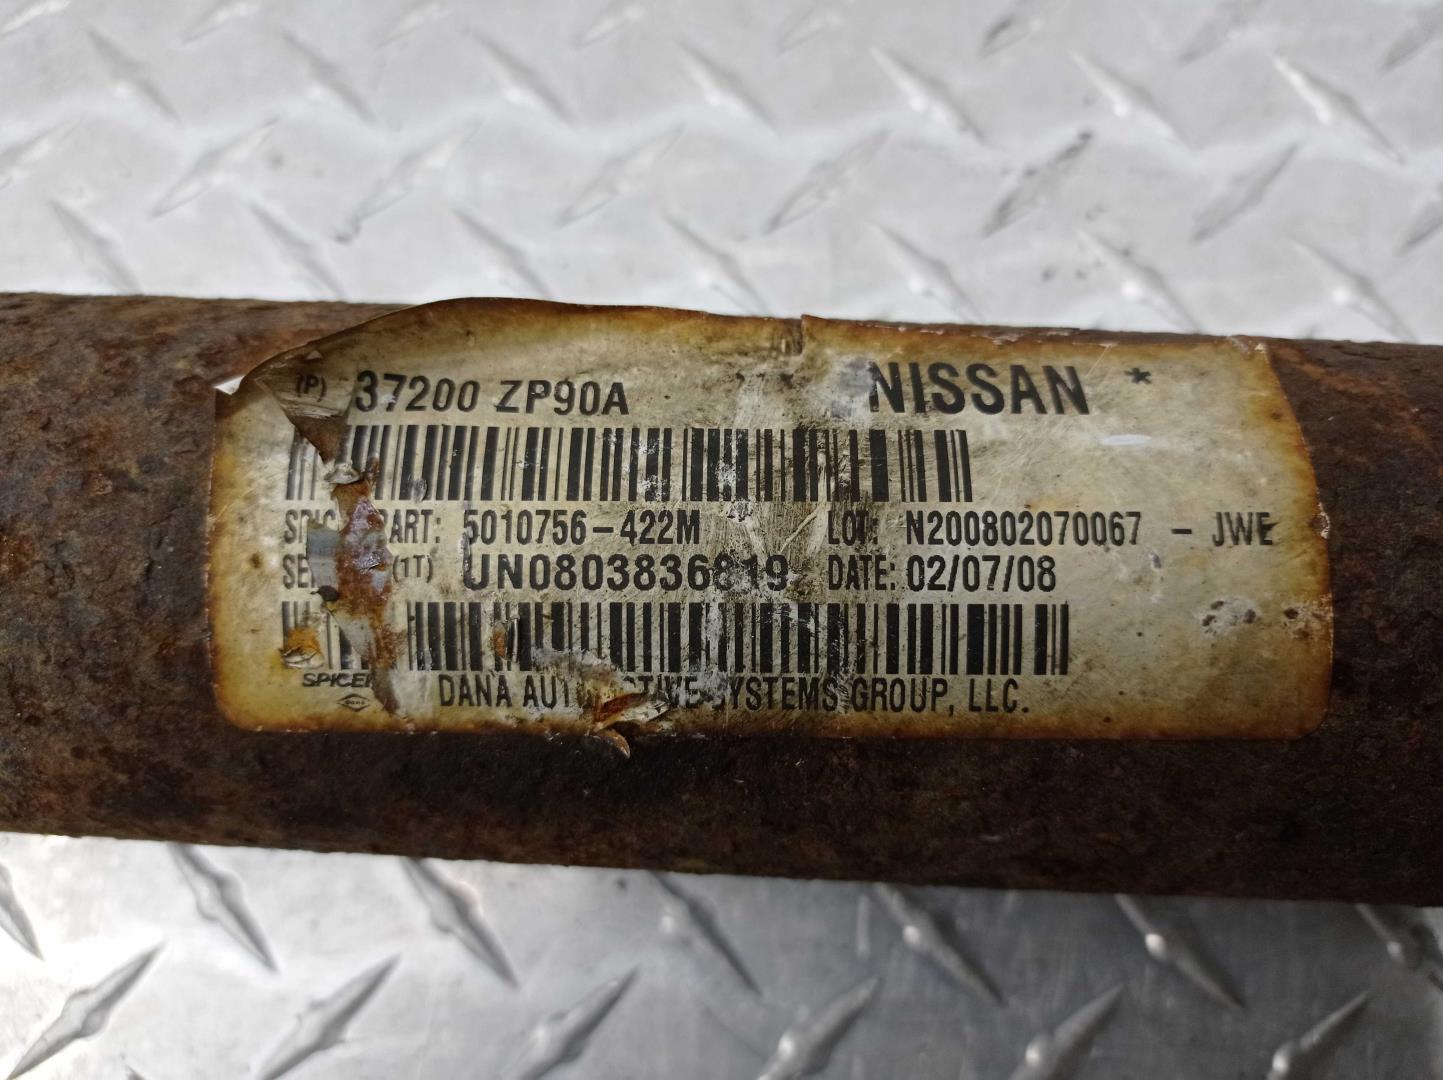 (P) 37200 ZP90A NISSAN *
PART: 5010756-422M LOT: N200802070067 - JWE
(1T) UN0803836819 DATE: 02/07/08
SPICER
DANA AUTOMOTIVE SYSTEMS GROUP, LLC.